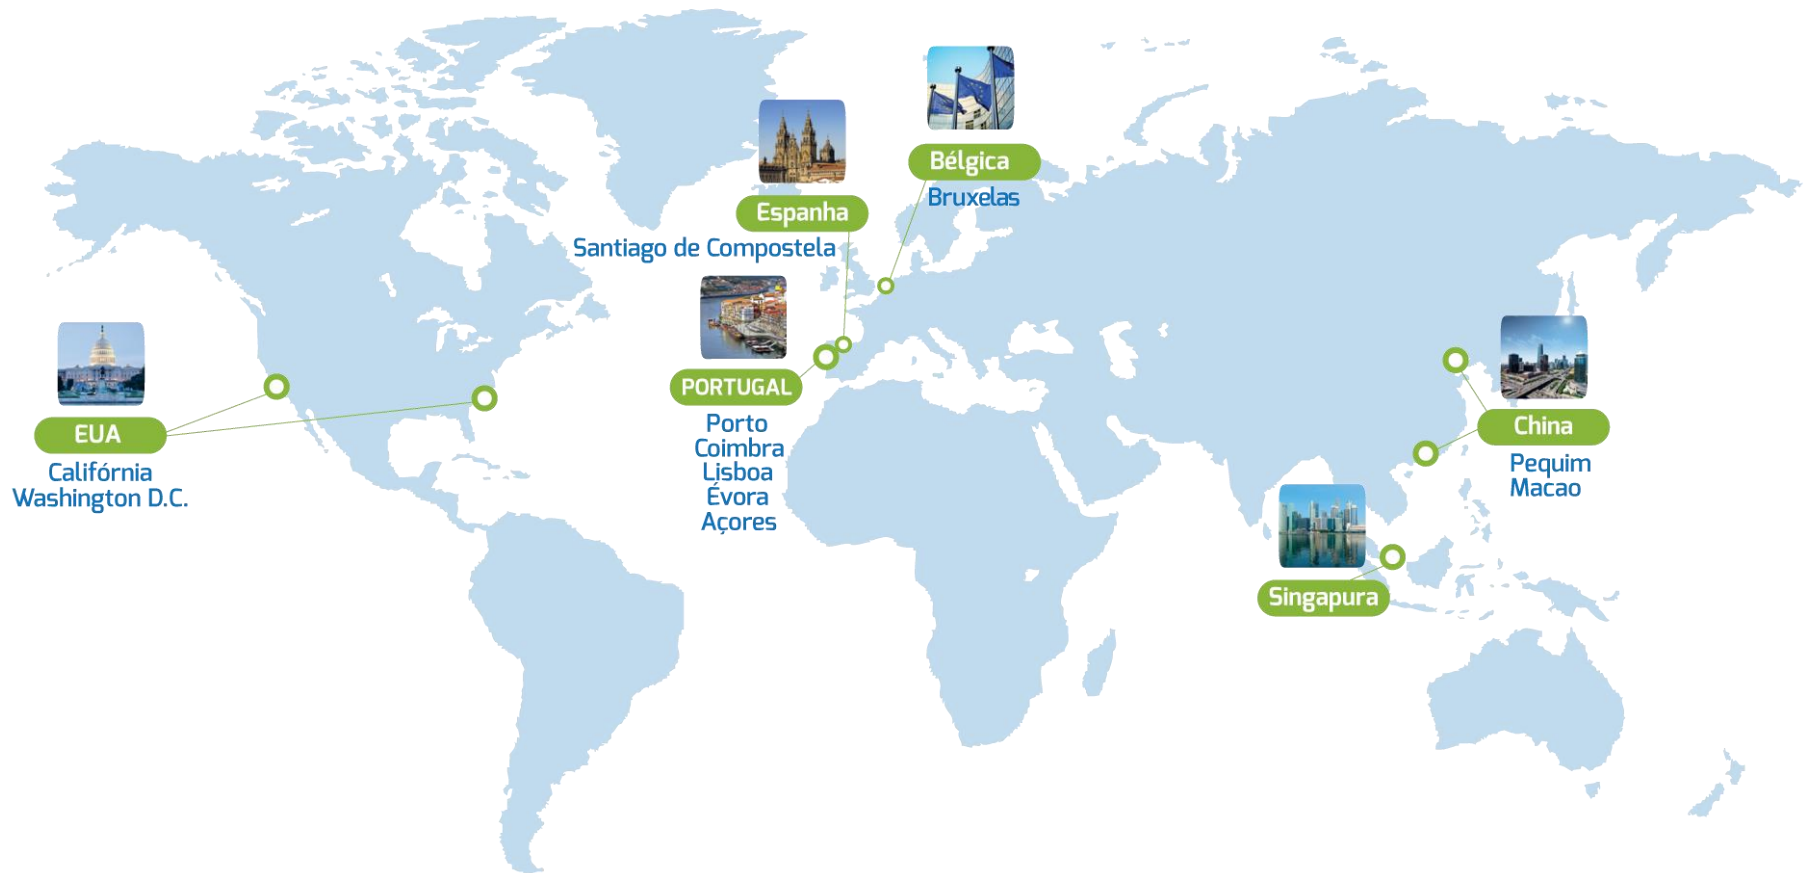 Bélgica
Bruxelas
Espanha
Santiago de Compostela
PORTUGAL
Porto
Coimbra
Lisboa
Évora
Açores
EUA
Califórnia
Washington D.C.
China
Pequim
Macao
Singapura